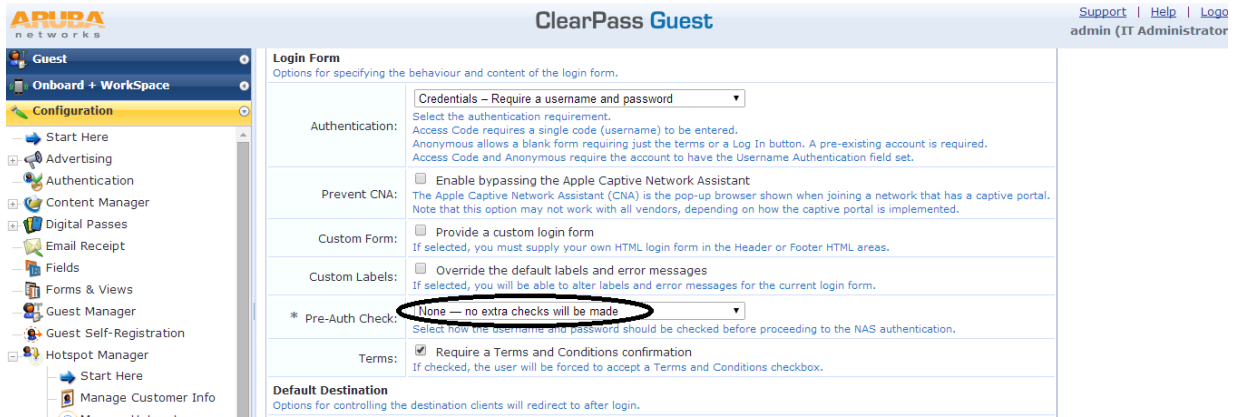 ARUBA
networks
ClearPass Guest
Support | Help | Logo
admin (IT Administrator
Guest
Onboard + WorkSpace
Configuration
Start Here
Advertising
Authentication
Content Manager
Digital Passes
Email Receipt
Fields
Forms & Views
Guest Manager
Guest Self-Registration
Hotspot Manager
Start Here
Manage Customer Info
Login Form
Options for specifying the behaviour and content of the login form.
Authentication:
Credentials – Require a username and password
Select the authentication requirement.
Access Code requires a single code (username) to be entered.
Anonymous allows a blank form requiring just the terms or a Log In button. A pre-existing account is required.
Access Code and Anonymous require the account to have the Username Authentication field set.
Prevent CNA:
Enable bypassing the Apple Captive Network Assistant
The Apple Captive Network Assistant (CNA) is the pop-up browser shown when joining a network that has a captive portal.
Note that this option may not work with all vendors, depending on how the captive portal is implemented.
Custom Form:
Provide a custom login form
If selected, you must supply your own HTML login form in the Header or Footer HTML areas.
Custom Labels:
Override the default labels and error messages
If selected, you will be able to alter labels and error messages for the current login form.
* Pre-Auth Check:
None — no extra checks will be made
Select how the username and password should be checked before proceeding to the NAS authentication.
Terms:
Require a Terms and Conditions confirmation
If checked, the user will be forced to accept a Terms and Conditions checkbox.
Default Destination
Options for controlling the destination clients will redirect to after login.